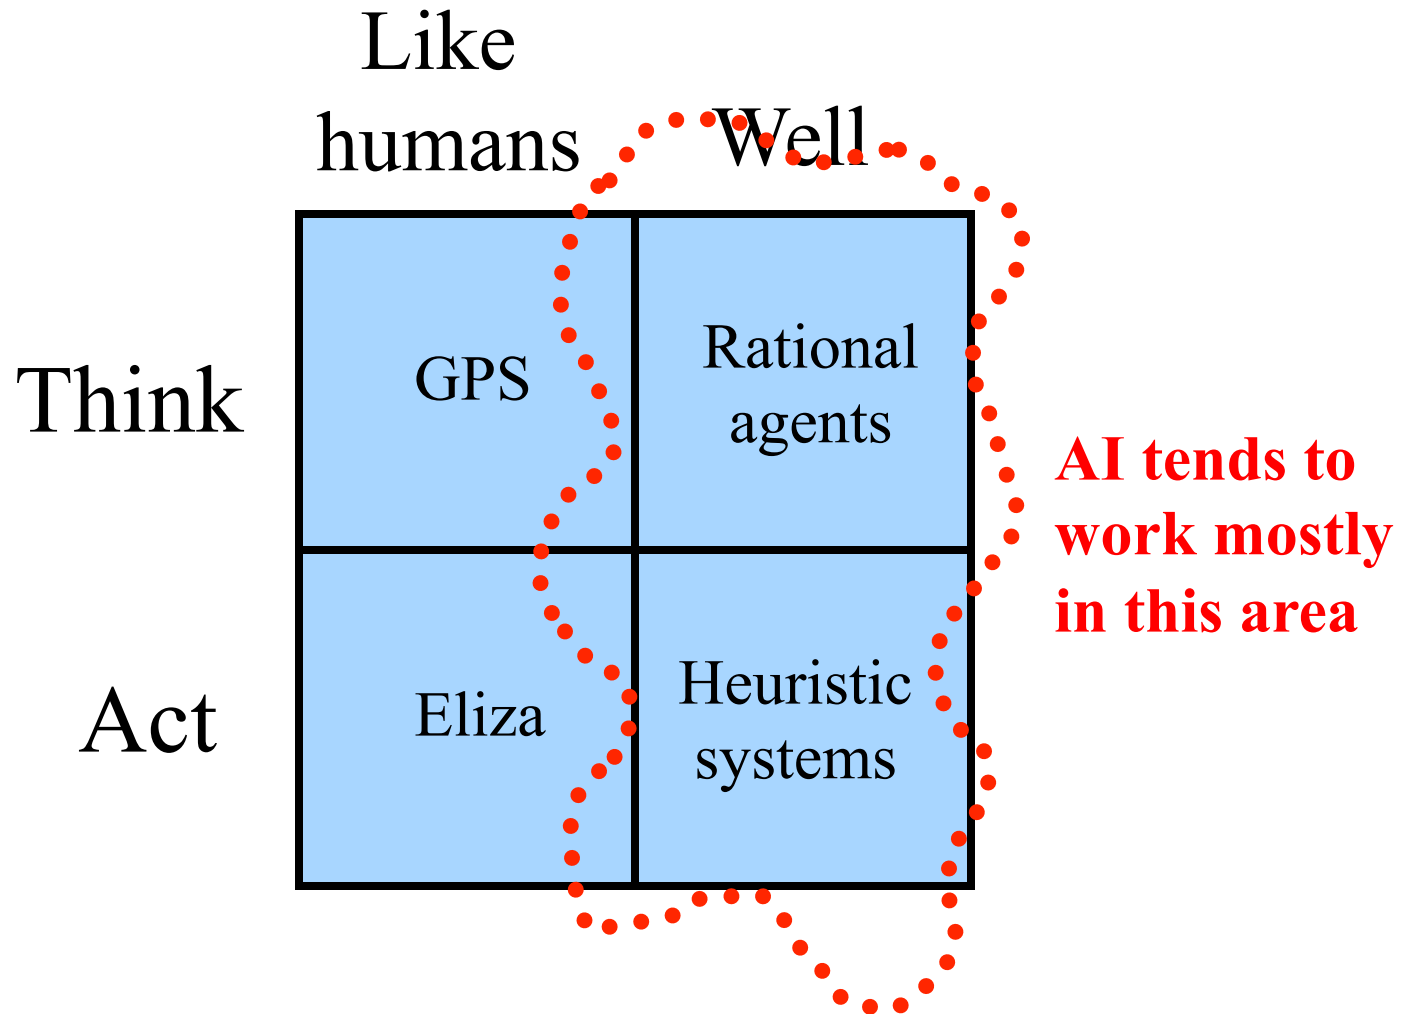 Like
humans
Well
Think
GPS
Rational
agents
AI tends to
work mostly
in this area
Act
Eliza
Heuristic
systems